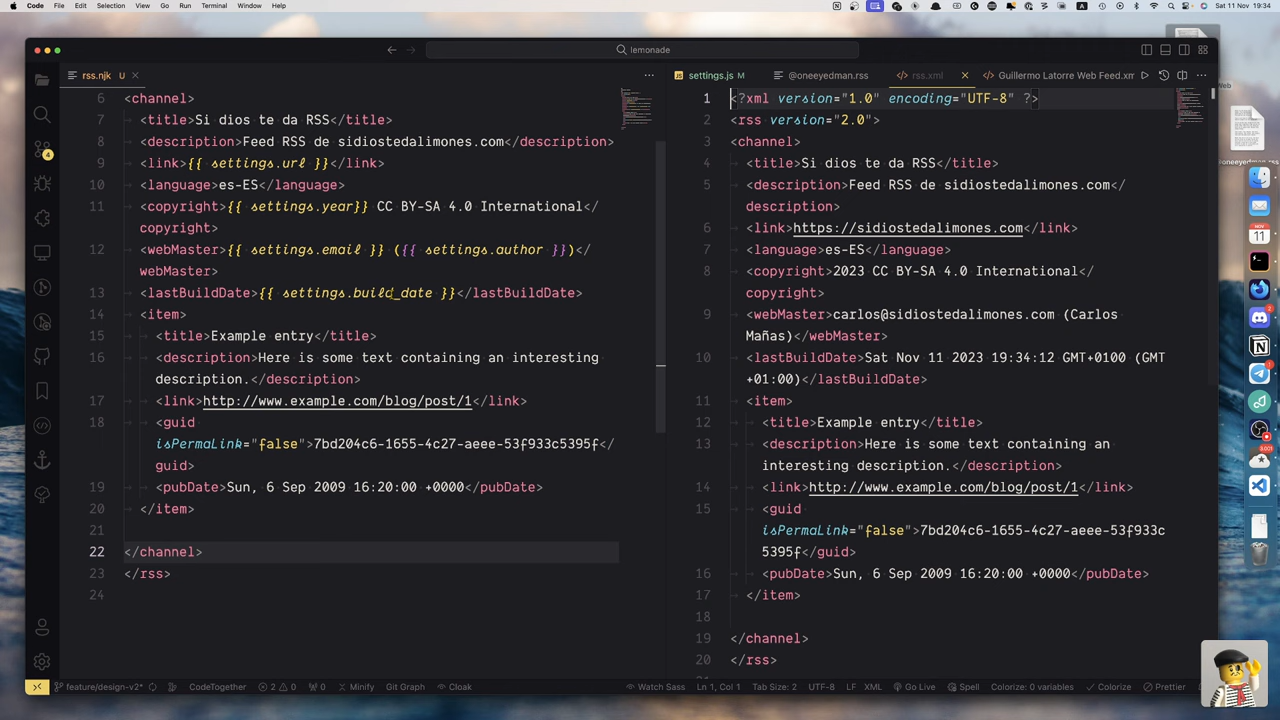 Code File Edit Selection View Go Run Terminal Window Help
A
Sat 11 Nov 19:34
lemonade
rss.njk U
settings.js M
@oneeyedman.rss
rss.xml
Guillermo Latorre Web Feed.xm
6 <channel>
7 <title>Si dios te da RSS</title>
8 <description>Feed RSS de sidiostedalimones.com</description>
9 <link>{{ settings.url }}</link>
10 <language>es-ES</language>
11 <copyright>{{ settings.year}} CC BY-SA 4.0 International</
copyright>
12 <webMaster>{{ settings.email }} ({{ settings.author }})</
webMaster>
13 <lastBuildDate>{{ settings.build_date }}</lastBuildDate>
14 <item>
15 <title>Example entry</title>
16 <description>Here is some text containing an interesting
description.</description>
17 <link>http://www.example.com/blog/post/1</link>
18 <guid
isPermaLink="false">7bd204c6-1655-4c27-aeee-53f933c5395f</
guid>
19 <pubDate>Sun, 6 Sep 2009 16:20:00 +0000</pubDate>
20 </item>
21
22 </channel>
23 </rss>
24
1 <?xml version="1.0" encoding="UTF-8" ?>
2 <rss version="2.0">
3 <channel>
4 <title>Si dios te da RSS</title>
5 <description>Feed RSS de sidiostedalimones.com</
description>
6 <link>https://sidiostedalimones.com</link>
7 <language>es-ES</language>
8 <copyright>2023 CC BY-SA 4.0 International</
copyright>
9 <webMaster>carlos@sidiostedalimones.com (Carlos
Mañas)</webMaster>
10 <lastBuildDate>Sat Nov 11 2023 19:34:12 GMT+0100 (GMT
+01:00)</lastBuildDate>
11 <item>
12 <title>Example entry</title>
13 <description>Here is some text containing an
interesting description.</description>
14 <link>http://www.example.com/blog/post/1</link>
15 <guid
isPermaLink="false">7bd204c6-1655-4c27-aeee-53f933c
5395f</guid>
16 <pubDate>Sun, 6 Sep 2009 16:20:00 +0000</pubDate>
17 </item>
18
19 </channel>
20 </rss>
4
Web
@oneeyedman.rss
NOV
11
2
1
3.001
feature/design-v2*
CodeTogether
2 0
0
Minify
Git Graph
Cloak
Watch Sass
Ln 1, Col 1
Tab Size: 2
UTF-8
LF
XML
Go Live
Spell
Colorize: 0 variables
Colorize
Prettier